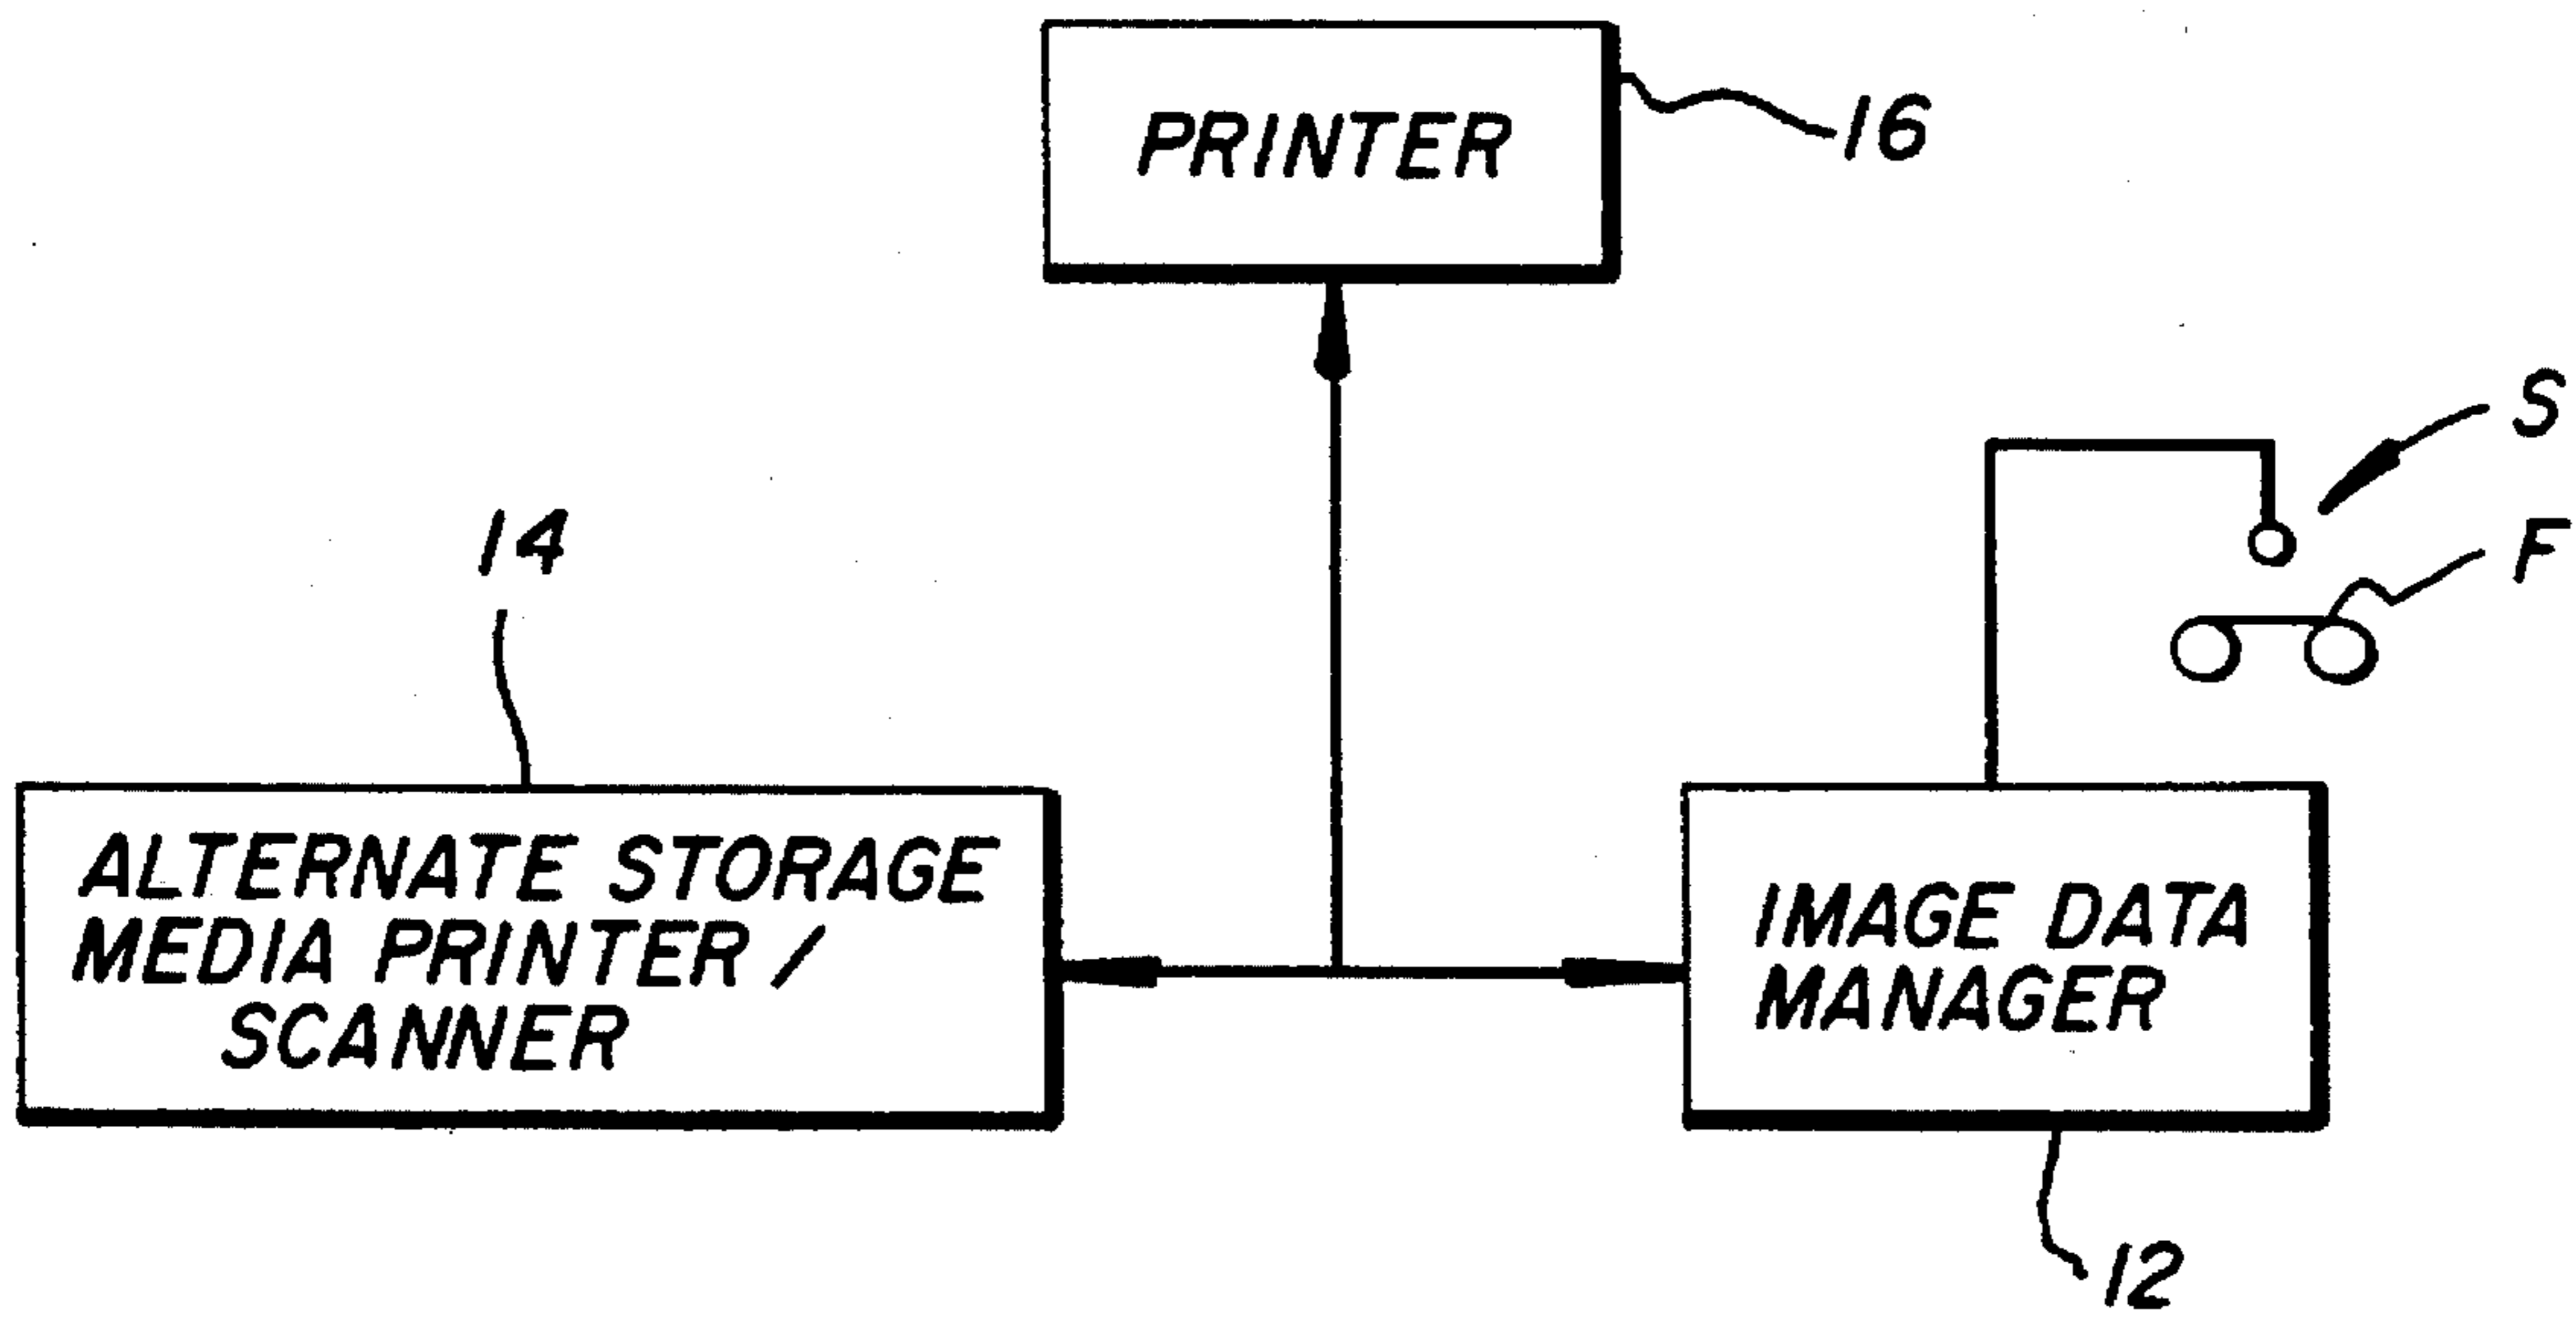 PRINTER
16
S
F
14
ALTERNATE STORAGE
MEDIA PRINTER /
SCANNER
IMAGE DATA
MANAGER
12